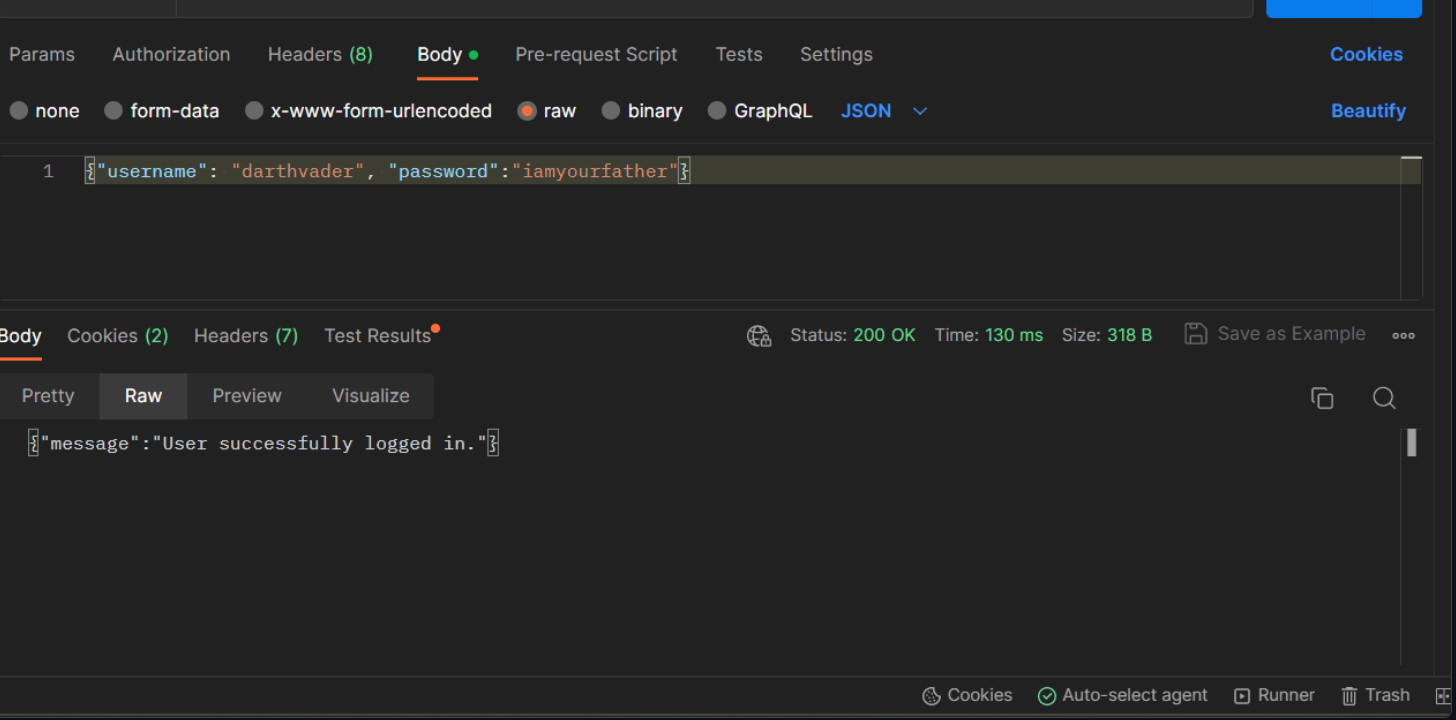 Params Authorization Headers (8) Body Pre-request Script Tests Settings Cookies
none form-data x-www-form-urlencoded raw binary GraphQL JSON Beautify
1 {"username": "darthvader", "password":"iamyourfather"}
Body Cookies (2) Headers (7) Test Results Status: 200 OK Time: 130 ms Size: 318 B Save as Example
Pretty Raw Preview Visualize
{"message":"User successfully logged in."}
Cookies Auto-select agent Runner Trash